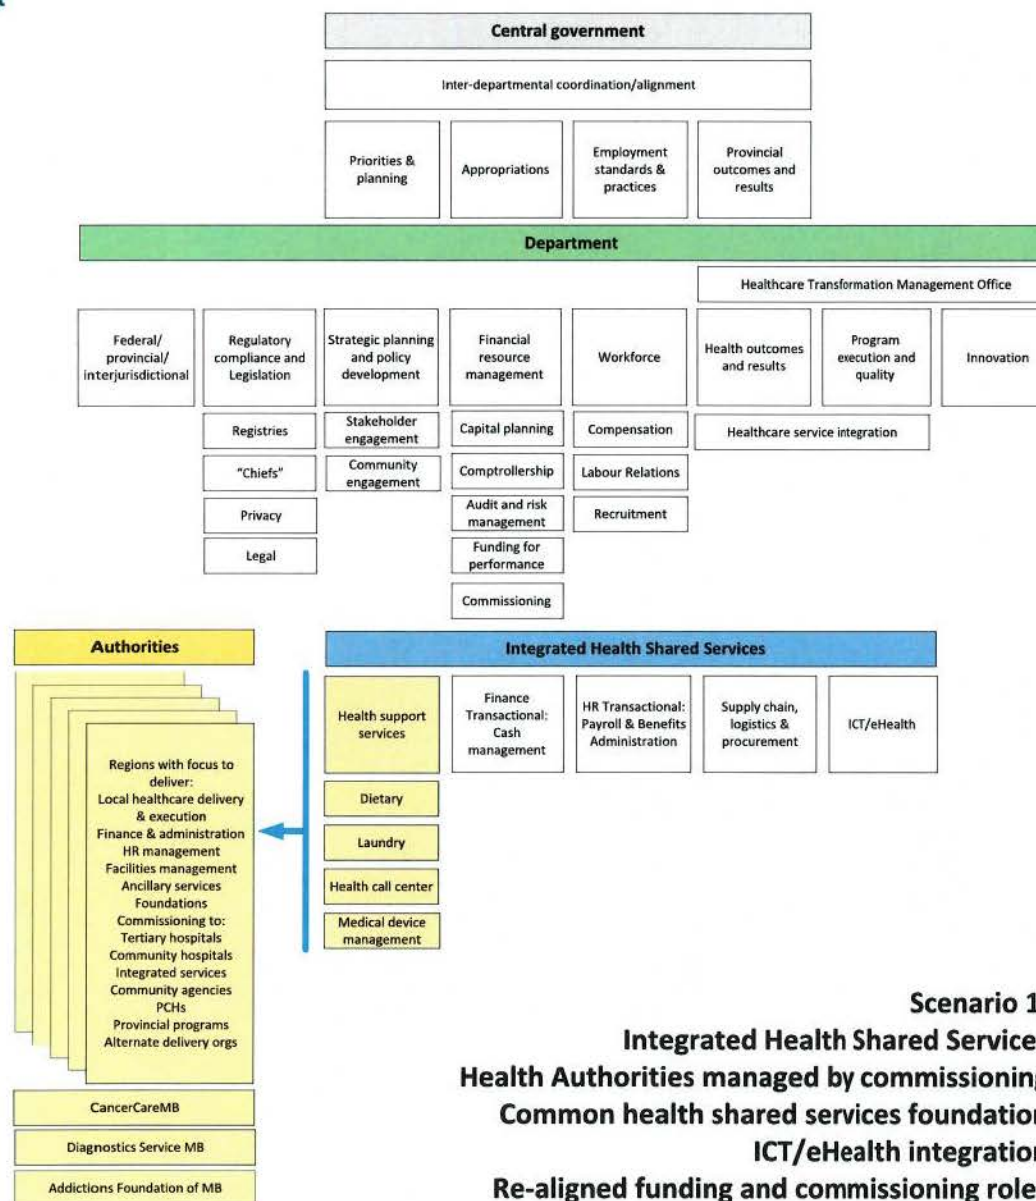 Central government
Inter-departmental coordination/alignment
Priorities &
planning
Appropriations
Employment
standards &
practices
Provincial
outcomes and
results
Department
Healthcare Transformation Management Office
Federal/
provincial/
interjurisdictional
Regulatory
compliance and
Legislation
Strategic planning
and policy
development
Financial
resource
management
Workforce
Health outcomes
and results
Program
execution and
quality
Innovation
Registries
"Chiefs"
Privacy
Legal
Stakeholder
engagement
Community
engagement
Capital planning
Comptrollership
Audit and risk
management
Funding for
performance
Commissioning
Compensation
Labour Relations
Recruitment
Healthcare service integration
Authorities
Regions with focus to
deliver:
Local healthcare delivery
& execution
Finance & administration
HR management
Facilities management
Ancillary services
Foundations
Commissioning to:
Tertiary hospitals
Community hospitals
Integrated services
Community agencies
PCHs
Provincial programs
Alternate delivery orgs
CancerCareMB
Diagnostics Service MB
Addictions Foundation of MB
Integrated Health Shared Services
Health support
services
Finance
Transactional:
Cash
management
HR Transactional:
Payroll & Benefits
Administration
Supply chain,
logistics &
procurement
ICT/eHealth
Dietary
Laundry
Health call center
Medical device
management
Scenario 1
Integrated Health Shared Service
Health Authorities managed by commissioning
Common health shared services foundation
ICT/eHealth integration
Re-aligned funding and commissioning role